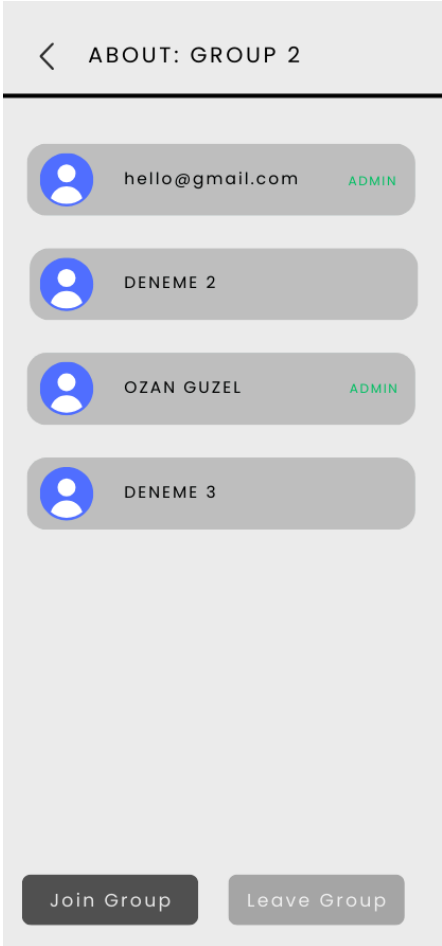 ABOUT: GROUP 2
hello@gmail.com ADMIN
DENEME 2
OZAN GUZEL ADMIN
DENEME 3
Join Group Leave Group